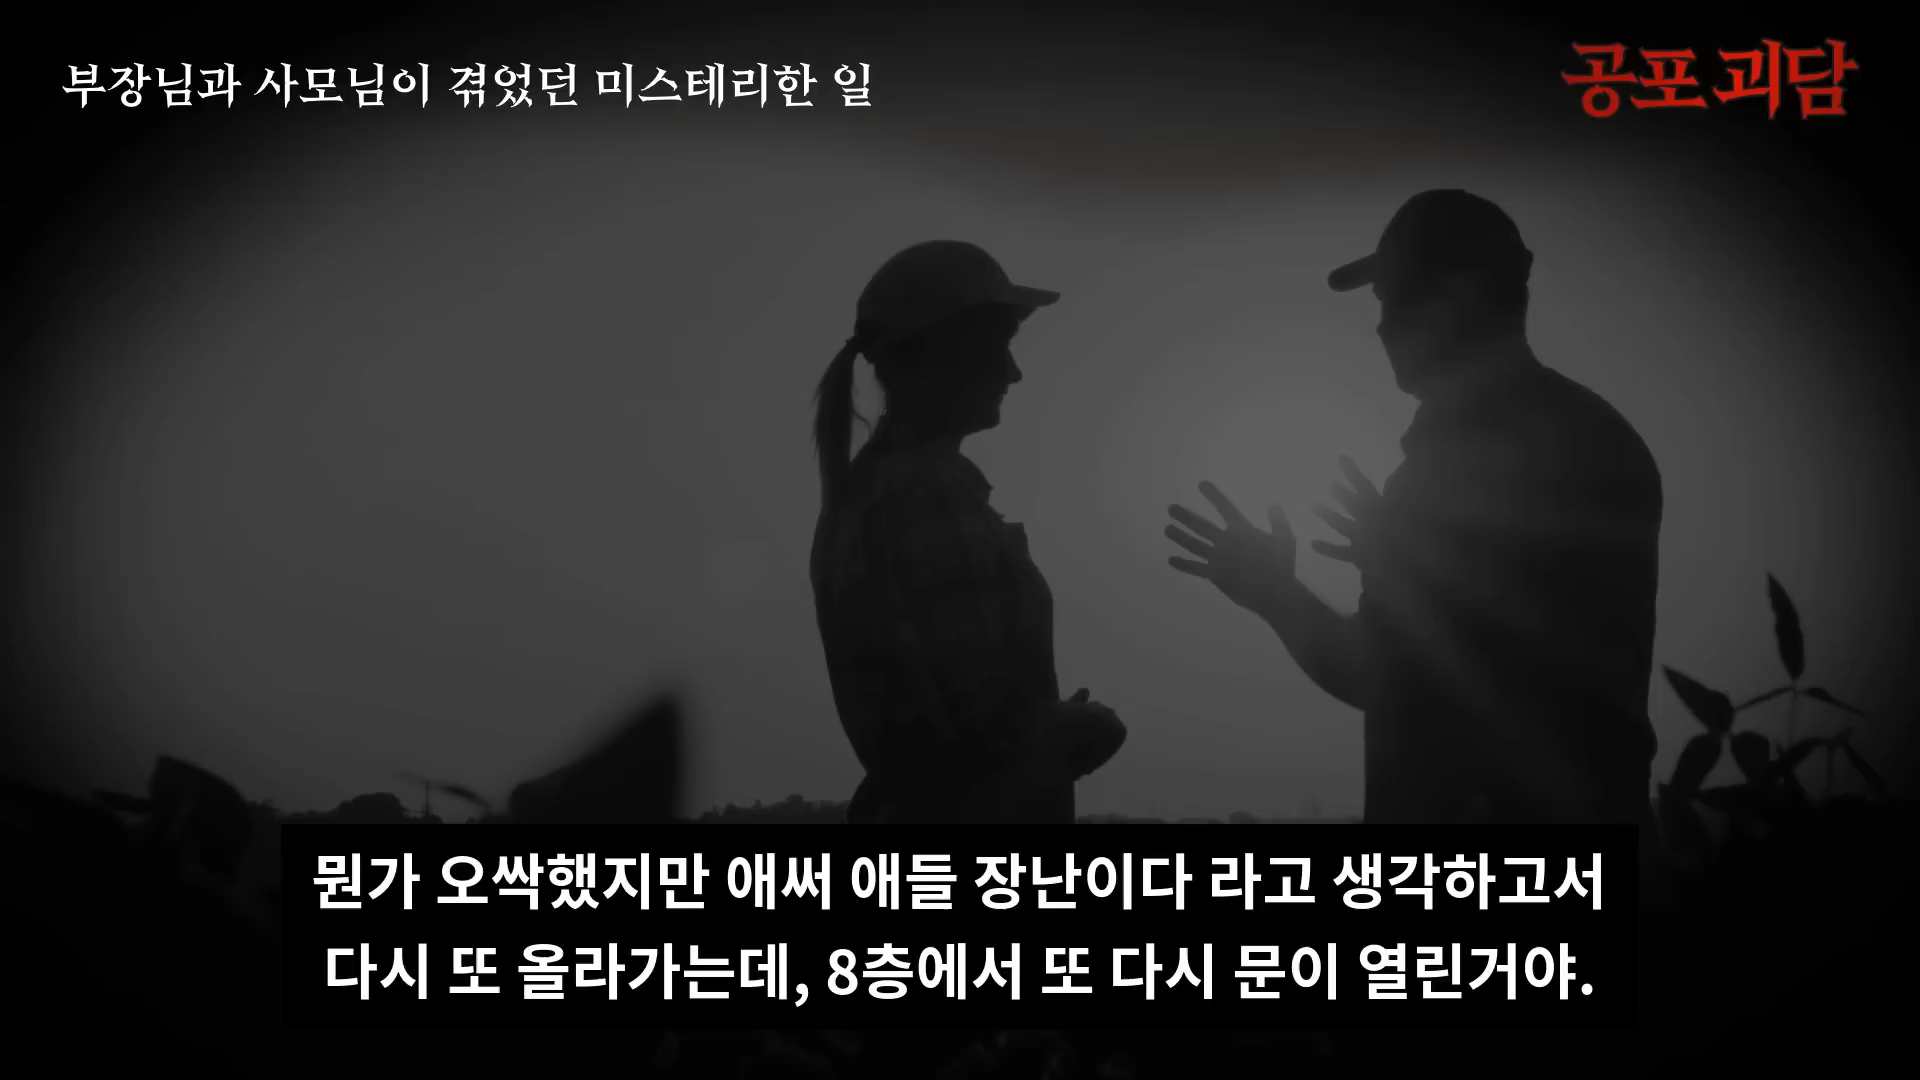 부장님과 사모님이 겪었던 미스테리한 일
공포 괴담
뭔가 오싹했지만 애써 애들 장난이다 라고 생각하고서
다시 또 올라가는데, 8층에서 또 다시 문이 열린거야.